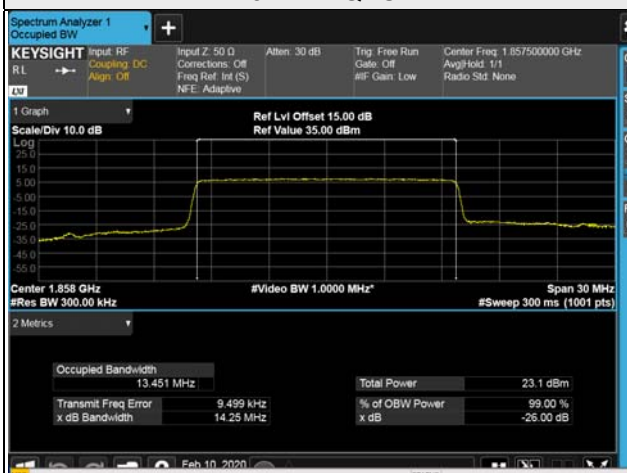 Spectrum Analyzer 1
Occupied BW
KEYSIGHT Input: RF Input Z: 50 Ω Atten: 30 dB Trig: Free Run Center Freq: 1.857500000 GHz
RL Coupling: DC Corrections: Off Gate: Off Avg|Hold: 1/1
Align: Off Freq Ref: Int (S) #IF Gain: Low Radio Std: None
LXI NFE: Adaptive
1 Graph Ref Lvl Offset 15.00 dB
Scale/Div 10.0 dB Ref Value 35.00 dBm
Log
25.0
15.0
5.00
-5.00
-15.0
-25.0
-35.0
-45.0
-55.0
Center 1.858 GHz #Video BW 1.0000 MHz* Span 30 MHz
#Res BW 300.00 kHz #Sweep 300 ms (1001 pts)
2 Metrics
Occupied Bandwidth
13.451 MHz Total Power 23.1 dBm
Transmit Freq Error 9.499 kHz % of OBW Power 99.00 %
x dB Bandwidth 14.25 MHz x dB -26.00 dB
Feb 10, 2020